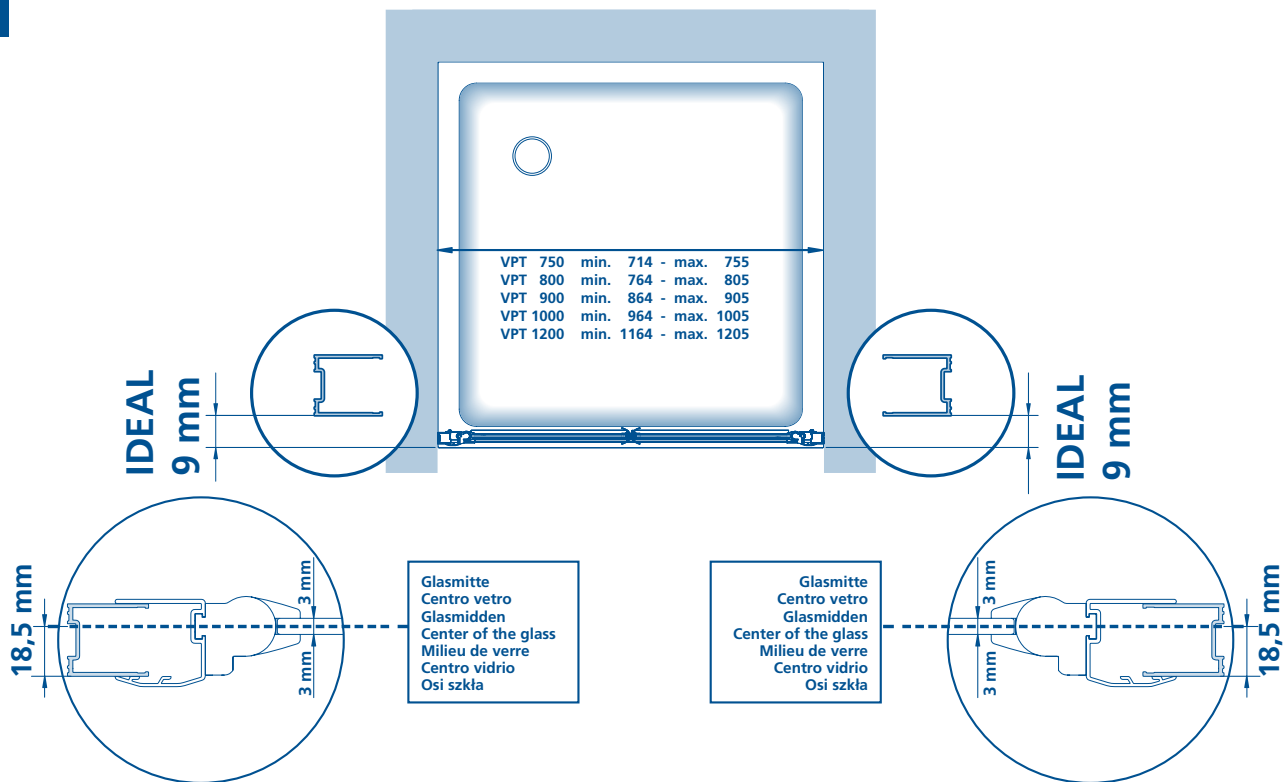 VPT 750 min. 714 - max. 755
VPT 800 min. 764 - max. 805
VPT 900 min. 864 - max. 905
VPT 1000 min. 964 - max. 1005
VPT 1200 min. 1164 - max. 1205
IDEAL
9 mm
IDEAL
9 mm
18,5 mm
3 mm
3 mm
Glasmitte
Centro vetro
Glasmidden
Center of the glass
Milieu de verre
Centro vidrio
Osi szkła
Glasmitte
Centro vetro
Glasmidden
Center of the glass
Milieu de verre
Centro vidrio
Osi szkła
3 mm
3 mm
18,5 mm